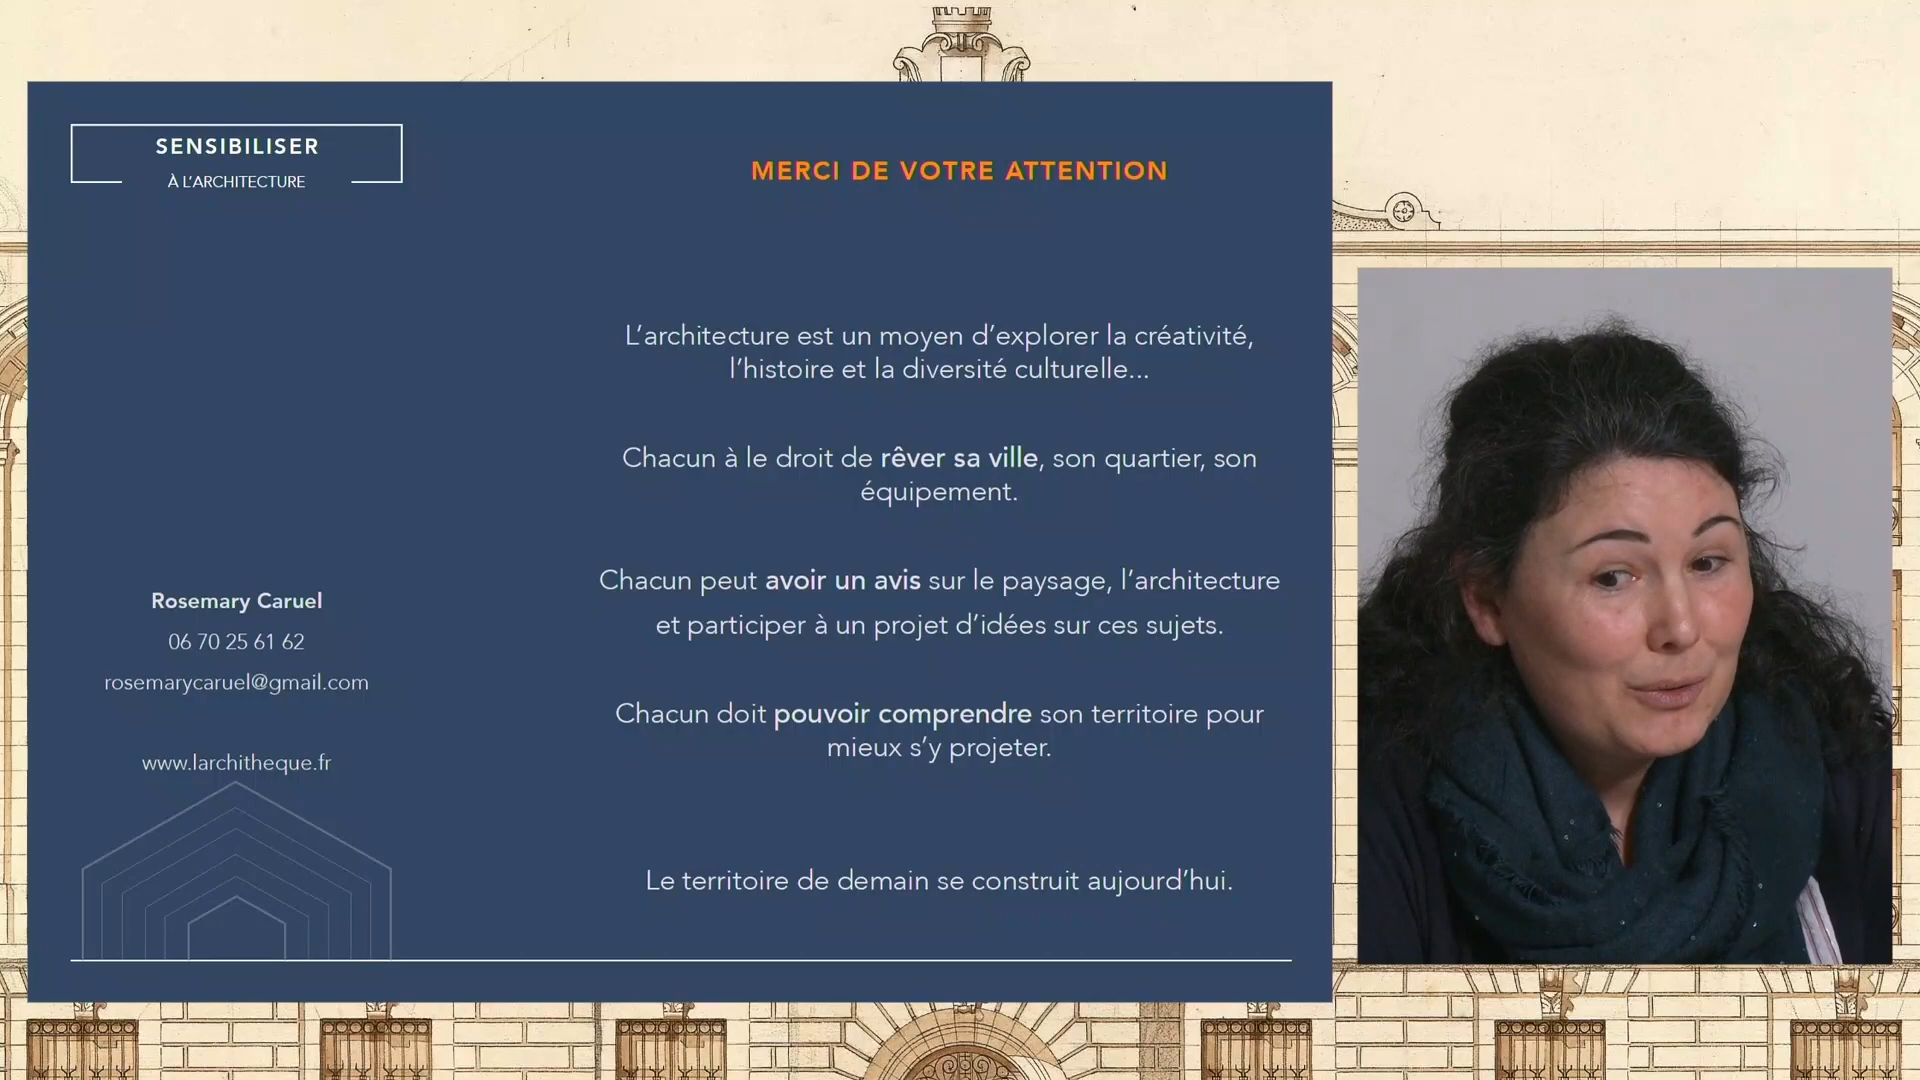 SENSIBILISER
À L'ARCHITECTURE
MERCI DE VOTRE ATTENTION
L'architecture est un moyen d'explorer la créativité,
l'histoire et la diversité culturelle...
Chacun à le droit de rêver sa ville, son quartier, son
équipement.
Chacun peut avoir un avis sur le paysage, l'architecture
et participer à un projet d'idées sur ces sujets.
Chacun doit pouvoir comprendre son territoire pour
mieux s'y projeter.
Le territoire de demain se construit aujourd'hui.
Rosemary Caruel
06 70 25 61 62
rosemarycaruel@gmail.com
www.larchitheque.fr